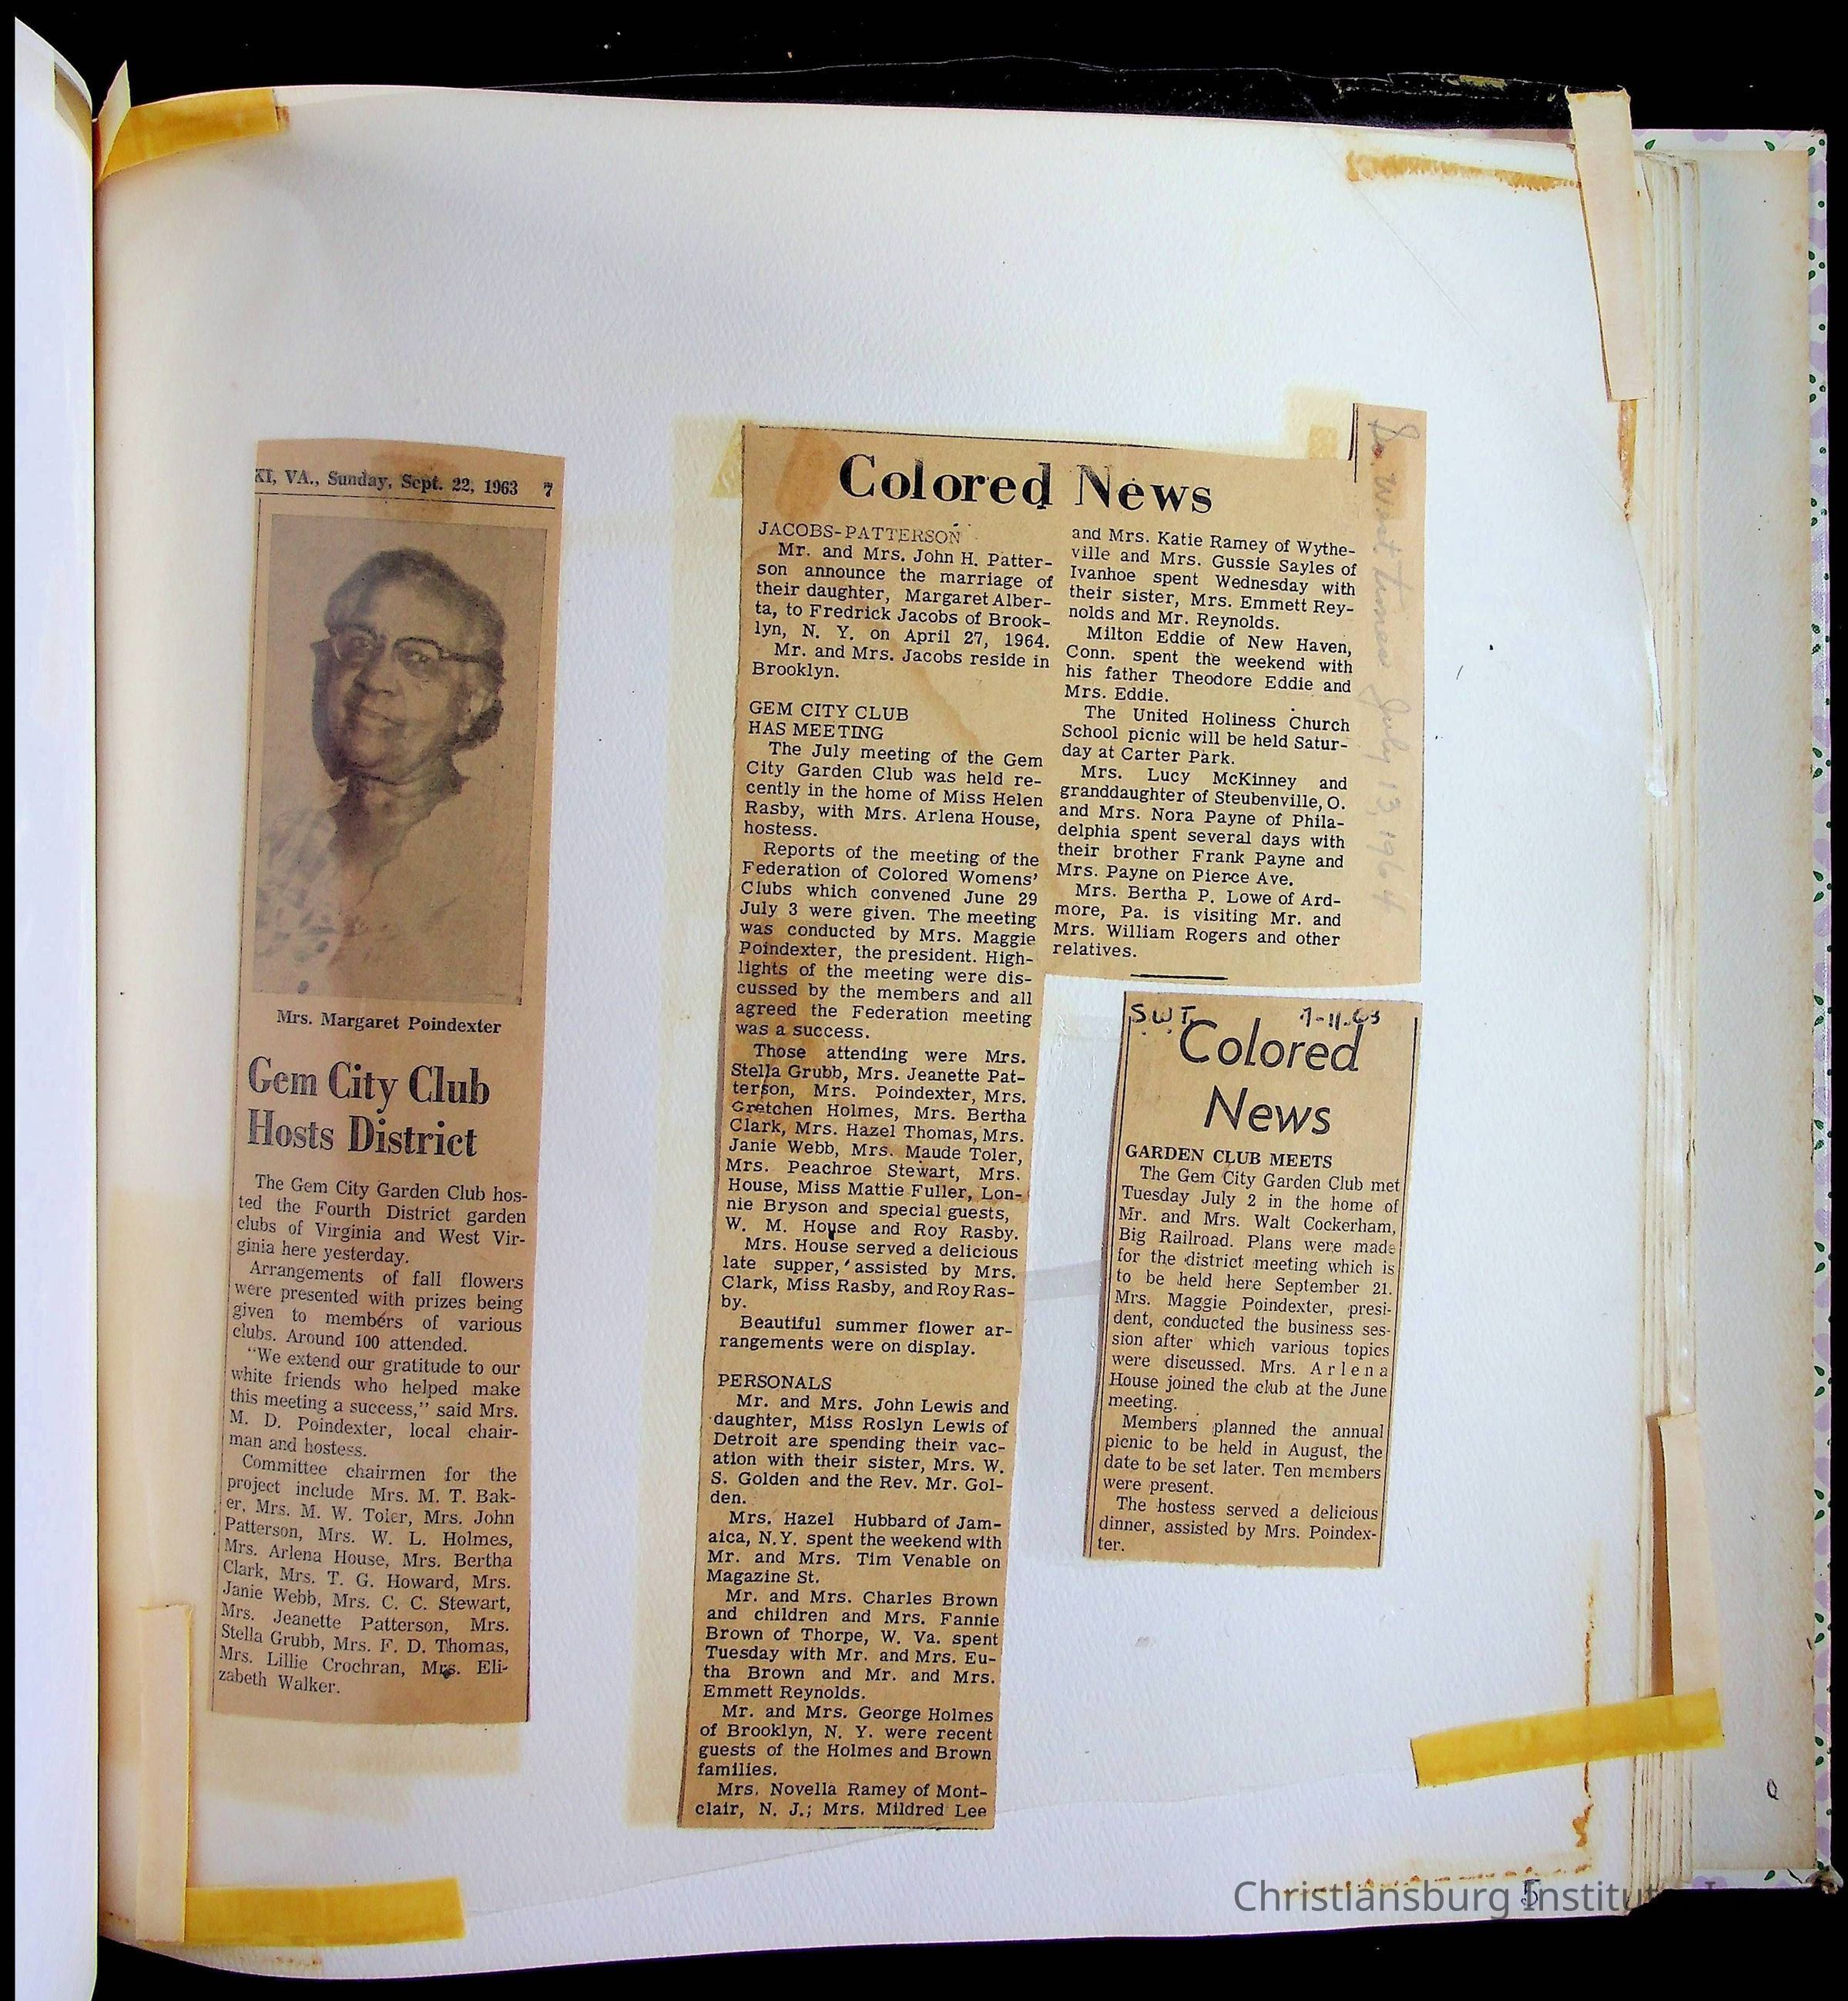 KI, VA., Sunday, Sept. 22, 1963 7
Mrs. Margaret Poindexter
Gem City Club
Hosts District
The Gem City Garden Club hos-
ted the Fourth District garden
clubs of Virginia and West Vir-
ginia here yesterday.
Arrangements of fall flowers
were presented with prizes being
given to members of various
clubs. Around 100 attended.
"We extend our gratitude to our
white friends who helped make
this meeting a success," said Mrs.
M. D. Poindexter, local chair-
man and hostess.
Committee chairmen for the
project include Mrs. M. T. Bak-
er, Mrs. M. W. Toler, Mrs. John
Patterson, Mrs. W. L. Holmes,
Mrs. Arlena House, Mrs. Bertha
Clark, Mrs. T. G. Howard, Mrs.
Janie Webb, Mrs. C. C. Stewart,
Mrs. Jeanette Patterson, Mrs.
Stella Grubb, Mrs. F. D. Thomas,
Mrs. Lillie Crochran, Mrs. Eli-
zabeth Walker.
Colored News
JACOBS-PATTERSON
Mr. and Mrs. John H. Patter-
son announce the marriage of
their daughter, Margaret Alber-
ta, to Fredrick Jacobs of Brook-
lyn, N. Y. on April 27, 1964.
Mr. and Mrs. Jacobs reside in
Brooklyn.
GEM CITY CLUB
HAS MEETING
The July meeting of the Gem
City Garden Club was held re-
cently in the home of Miss Helen
Rasby, with Mrs. Arlena House,
hostess.
Reports of the meeting of the
Federation of Colored Womens'
Clubs which convened June 29
July 3 were given. The meeting
was conducted by Mrs. Maggie
Poindexter, the president. High-
lights of the meeting were dis-
cussed by the members and all
agreed the Federation meeting
was a success.
Those attending were Mrs.
Stella Grubb, Mrs. Jeanette Pat-
terson, Mrs. Poindexter, Mrs.
Gretchen Holmes, Mrs. Bertha
Clark, Mrs. Hazel Thomas, Mrs.
Janie Webb, Mrs. Maude Toler,
Mrs. Peachroe Stewart, Mrs.
House, Miss Mattie Fuller, Lon-
nie Bryson and special guests,
W. M. House and Roy Rasby.
Mrs. House served a delicious
late supper, assisted by Mrs.
Clark, Miss Rasby, and Roy Ras-
by.
Beautiful summer flower ar-
rangements were on display.
PERSONALS
Mr. and Mrs. John Lewis and
daughter, Miss Roslyn Lewis of
Detroit are spending their vac-
ation with their sister, Mrs. W.
S. Golden and the Rev. Mr. Gol-
den.
Mrs. Hazel Hubbard of Jam-
aica, N.Y. spent the weekend with
Mr. and Mrs. Tim Venable on
Magazine St.
Mr. and Mrs. Charles Brown
and children and Mrs. Fannie
Brown of Thorpe, W. Va. spent
Tuesday with Mr. and Mrs. Eu-
tha Brown and Mr. and Mrs.
Emmett Reynolds.
Mr. and Mrs. George Holmes
of Brooklyn, N. Y. were recent
guests of the Holmes and Brown
families.
Mrs. Novella Ramey of Mont-
clair, N. J.; Mrs. Mildred Lee
and Mrs. Katie Ramey of Wythe-
ville and Mrs. Gussie Sayles of
Ivanhoe spent Wednesday with
their sister, Mrs. Emmett Rey-
nolds and Mr. Reynolds.
Milton Eddie of New Haven,
Conn. spent the weekend with
his father Theodore Eddie and
Mrs. Eddie.
The United Holiness Church
School picnic will be held Satur-
day at Carter Park.
Mrs. Lucy McKinney and
granddaughter of Steubenville, O.
and Mrs. Nora Payne of Phila-
delphia spent several days with
their brother Frank Payne and
Mrs. Payne on Pierce Ave.
Mrs. Bertha P. Lowe of Ard-
more, Pa. is visiting Mr. and
Mrs. William Rogers and other
relatives.
So. West Times July 13, 1964
S.W.T. 7-11-63
Colored
News
GARDEN CLUB MEETS
The Gem City Garden Club met
Tuesday July 2 in the home of
Mr. and Mrs. Walt Cockerham,
Big Railroad. Plans were made
for the district meeting which is
to be held here September 21.
Mrs. Maggie Poindexter, presi-
dent, conducted the business ses-
sion after which various topics
were discussed. Mrs. Arlena
House joined the club at the June
meeting.
Members planned the annual
picnic to be held in August, the
date to be set later. Ten members
were present.
The hostess served a delicious
dinner, assisted by Mrs. Poindex-
ter.
5
Christiansburg Institut